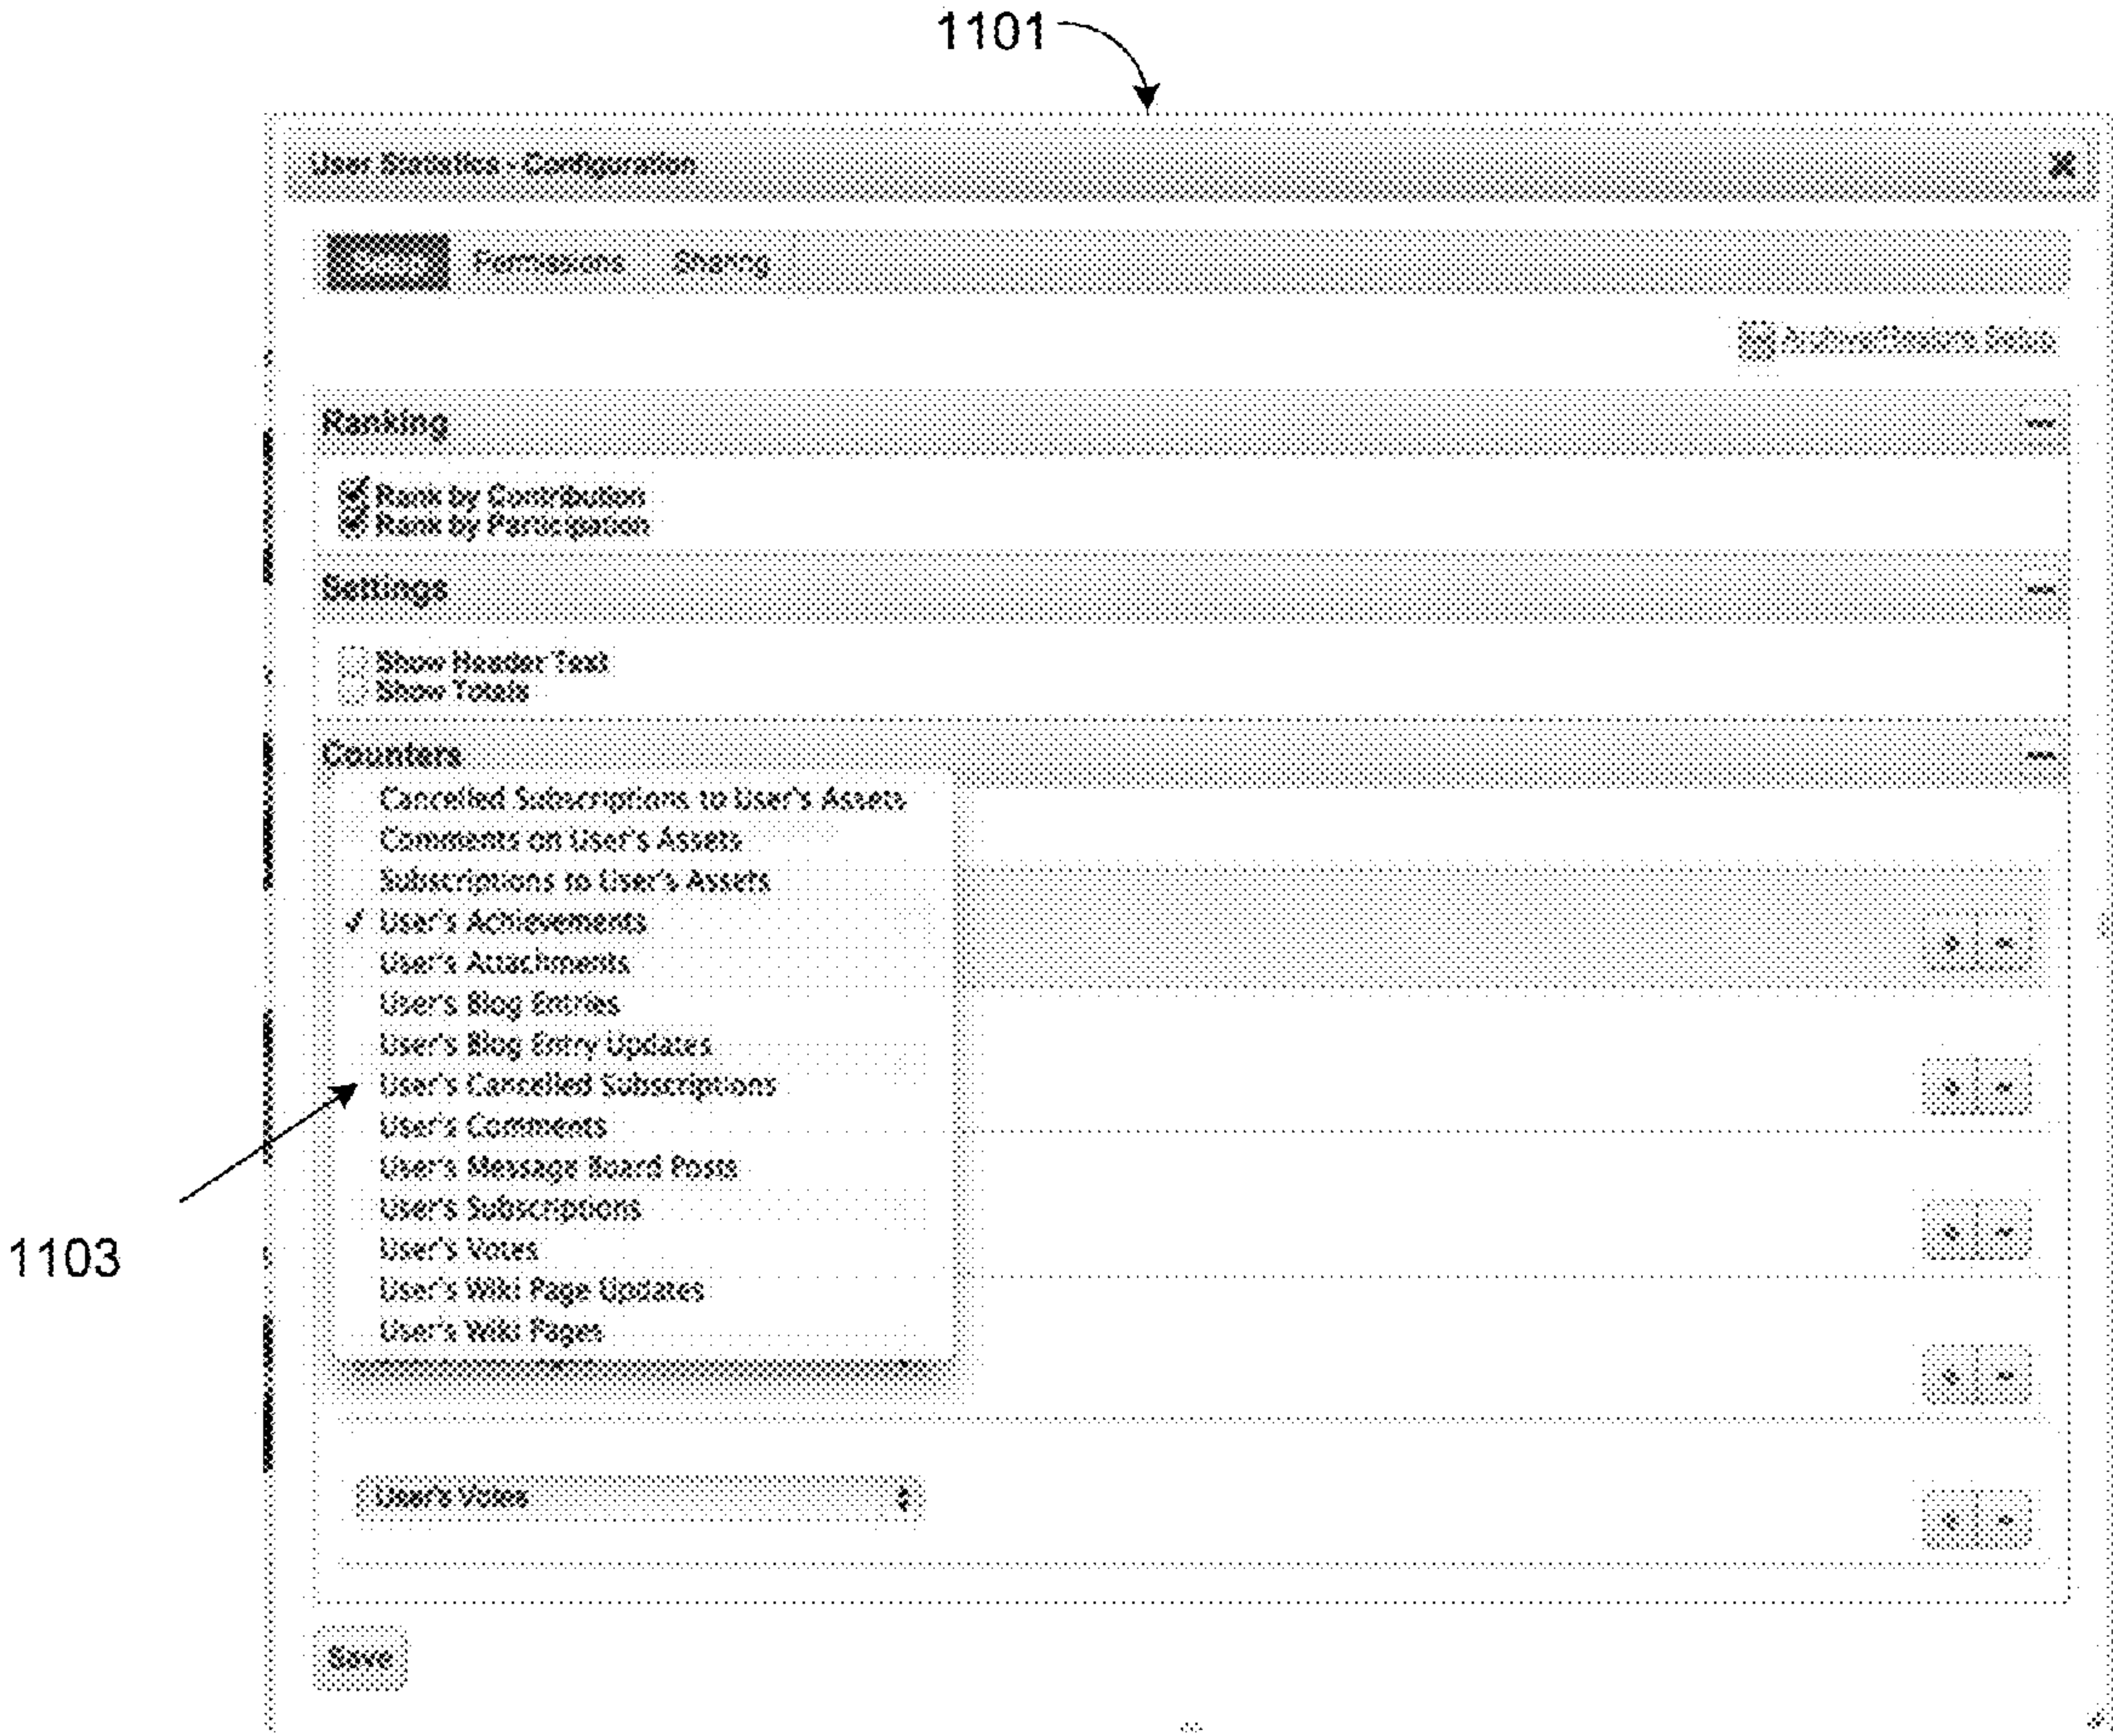 1101
User Statistics - Configuration
Permissions Sharing
Ranking
Rank by Contribution
Rank by Participation
Settings
Show Header Text
Show Totals
Counters
Cancelled Subscriptions to User's Assets
Comments on User's Assets
Subscriptions to User's Assets
✓ User's Achievements
User's Attachments
User's Blog Entries
User's Blog Entry Updates
User's Cancelled Subscriptions
User's Comments
User's Message Board Posts
User's Subscriptions
1103
User's Votes
User's Wiki Page Updates
User's Wiki Pages
User's Votes
Save